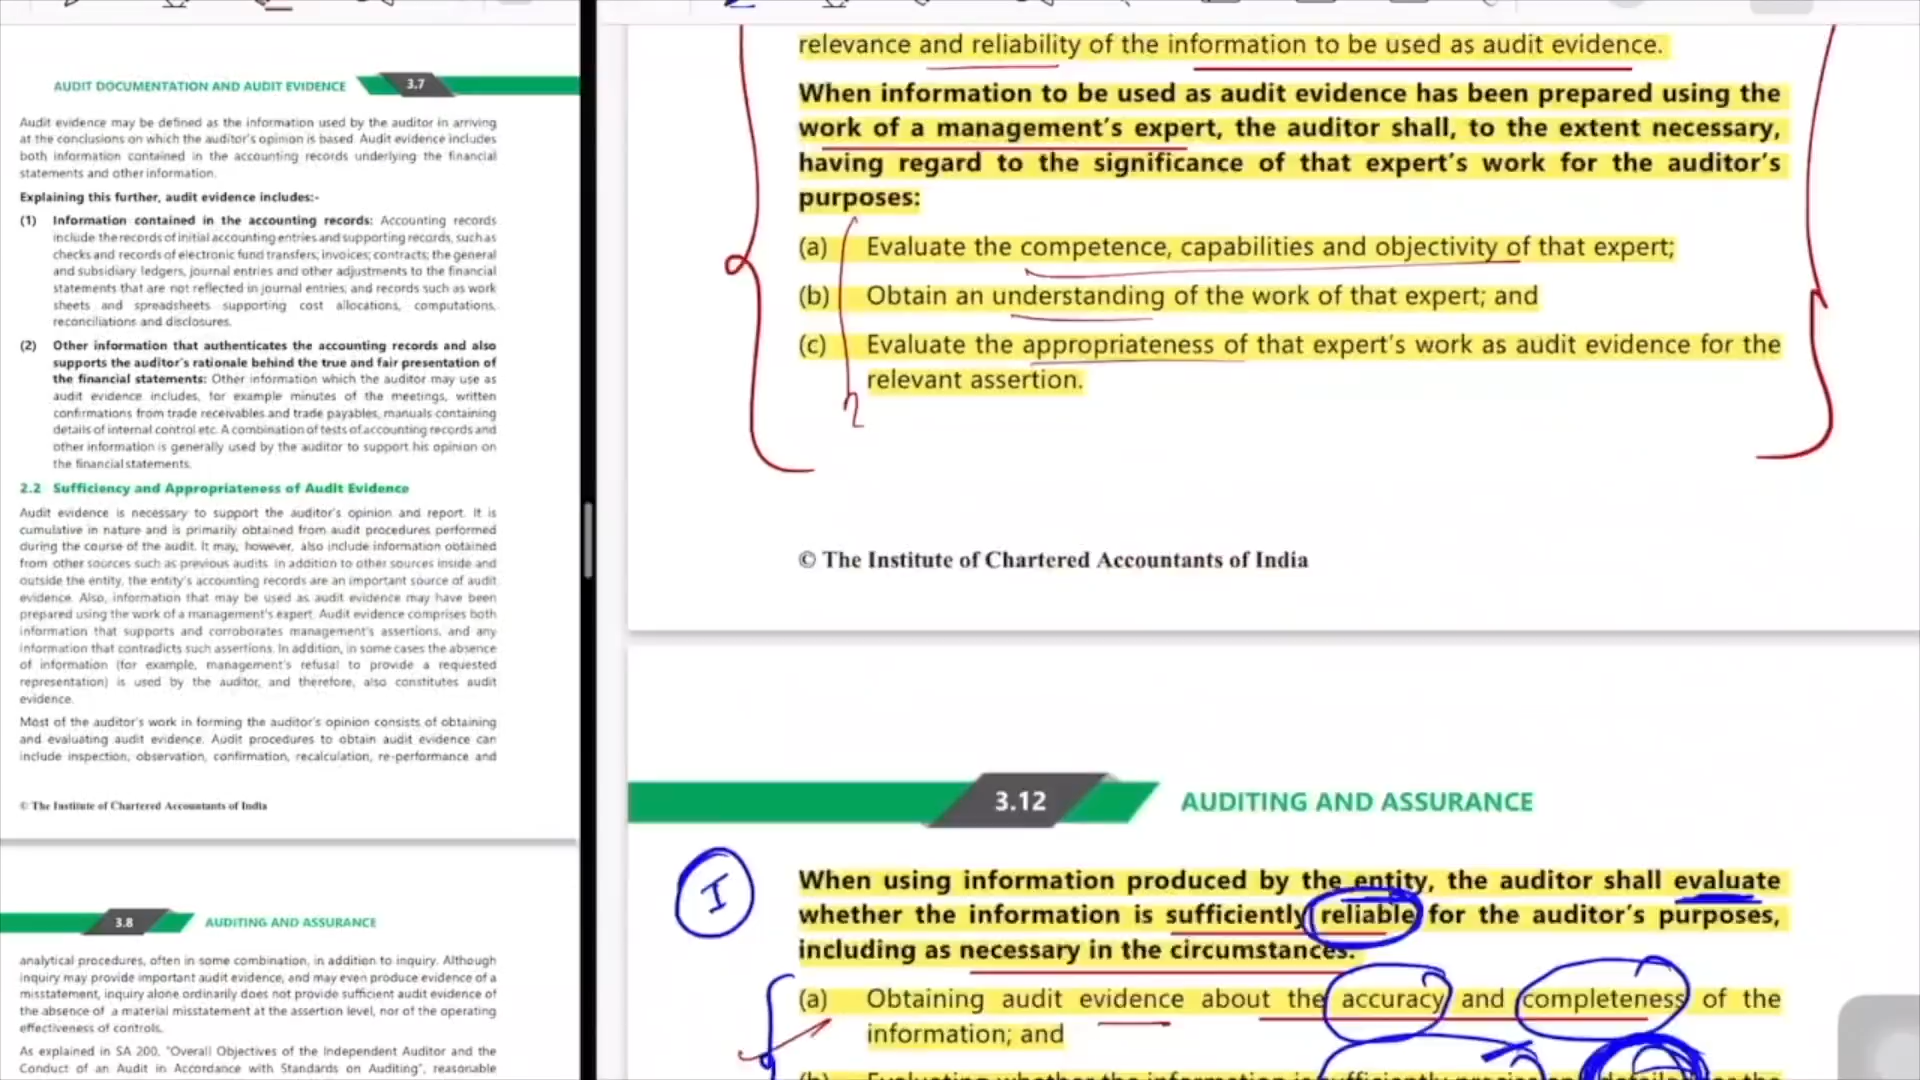 AUDIT DOCUMENTATION AND AUDIT EVIDENCE 3.7
Audit evidence may be defined as the information used by the auditor in arriving
at the conclusions on which the auditor's opinion is based. Audit evidence includes
both information contained in the accounting records underlying the financial
statements and other information.
Explaining this further, audit evidence includes:-
(1) Information contained in the accounting records: Accounting records
include the records of initial accounting entries and supporting records, such as
checks and records of electronic fund transfers; invoices; contracts; the general
and subsidiary ledgers, journal entries and other adjustments to the financial
statements that are not reflected in journal entries; and records such as work
sheets and spreadsheets supporting cost allocations, computations,
reconciliations and disclosures.
(2) Other information that authenticates the accounting records and also
supports the auditor's rationale behind the true and fair presentation of
the financial statements: Other information which the auditor may use as
audit evidence includes, for example minutes of the meetings, written
confirmations from trade receivables and trade payables, manuals containing
details of internal control etc. A combination of tests of accounting records and
other information is generally used by the auditor to support his opinion on
the financial statements.
2.2 Sufficiency and Appropriateness of Audit Evidence
Audit evidence is necessary to support the auditor's opinion and report. It is
cumulative in nature and is primarily obtained from audit procedures performed
during the course of the audit. It may, however, also include information obtained
from other sources such as previous audits. In addition to other sources inside and
outside the entity, the entity's accounting records are an important source of audit
evidence. Also, information that may be used as audit evidence may have been
prepared using the work of a management's expert. Audit evidence comprises both
information that supports and corroborates management's assertions, and any
information that contradicts such assertions. In addition, in some cases the absence
of information (for example, management's refusal to provide a requested
representation) is used by the auditor, and therefore, also constitutes audit
evidence.
Most of the auditor's work in forming the auditor's opinion consists of obtaining
and evaluating audit evidence. Audit procedures to obtain audit evidence can
include inspection, observation, confirmation, recalculation, re-performance and
© The Institute of Chartered Accountants of India
3.8 AUDITING AND ASSURANCE
analytical procedures, often in some combination, in addition to inquiry. Although
inquiry may provide important audit evidence, and may even produce evidence of a
misstatement, inquiry alone ordinarily does not provide sufficient audit evidence of
the absence of a material misstatement at the assertion level, nor of the operating
effectiveness of controls.
As explained in SA 200, "Overall Objectives of the Independent Auditor and the
Conduct of an Audit in Accordance with Standards on Auditing", reasonable
relevance and reliability of the information to be used as audit evidence.
When information to be used as audit evidence has been prepared using the
work of a management's expert, the auditor shall, to the extent necessary,
having regard to the significance of that expert's work for the auditor's
purposes:
(a) Evaluate the competence, capabilities and objectivity of that expert;
(b) Obtain an understanding of the work of that expert; and
(c) Evaluate the appropriateness of that expert's work as audit evidence for the
relevant assertion.
© The Institute of Chartered Accountants of India
3.12 AUDITING AND ASSURANCE
I
When using information produced by the entity, the auditor shall evaluate
whether the information is sufficiently reliable for the auditor's purposes,
including as necessary in the circumstances:
(a) Obtaining audit evidence about the accuracy and completeness of the
information; and
(b) Evaluating whether the information is sufficiently precise and detailed for the